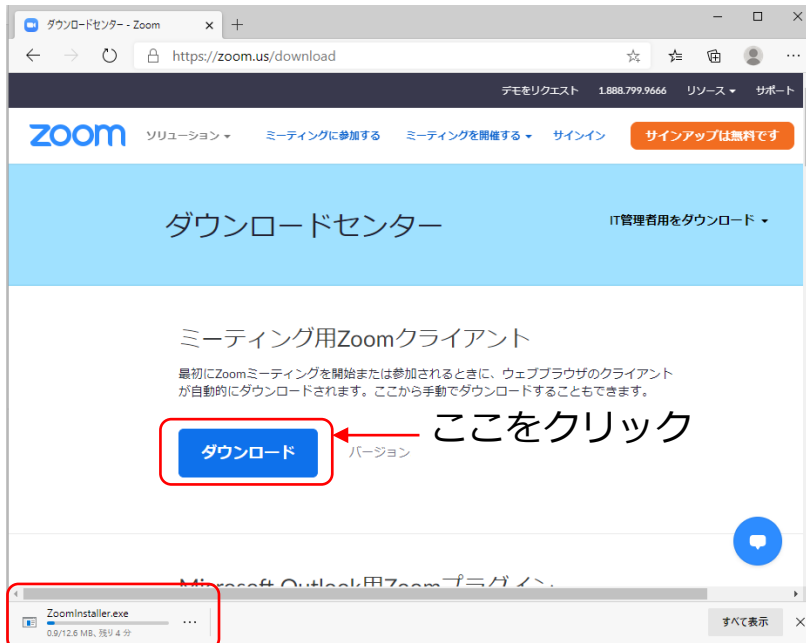 ダウンロードセンター - Zoom
https://zoom.us/download
デモをリクエスト 1.888.799.9666 リソース サポート
zoom ソリューション ミーティングに参加する ミーティングを開催する サインイン サインアップは無料です
ダウンロードセンター
IT管理者用をダウンロード
ミーティング用Zoomクライアント
最初にZoomミーティングを開始または参加されるときに、ウェブブラウザのクライアント
が自動的にダウンロードされます。ここから手動でダウンロードすることもできます。
ここをクリック
ダウンロード バージョン
Microsoft Outlook用Zoomプラグイン
ZoomInstaller.exe
0.9/12.6 MB、残り 4 分
すべて表示